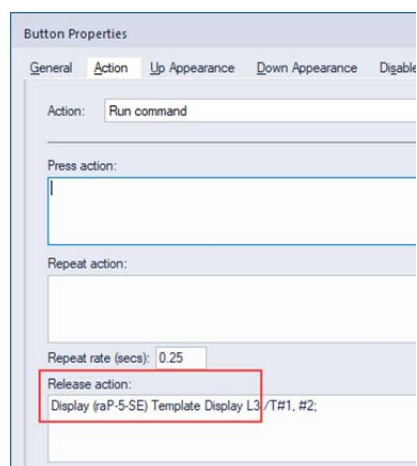 Button Properties
General Action Up Appearance Down Appearance Disable
Action: Run command
Press action:
Repeat action:
Repeat rate (secs): 0.25
Release action:
Display (raP-5-SE) Template Display L3 /T#1, #2;